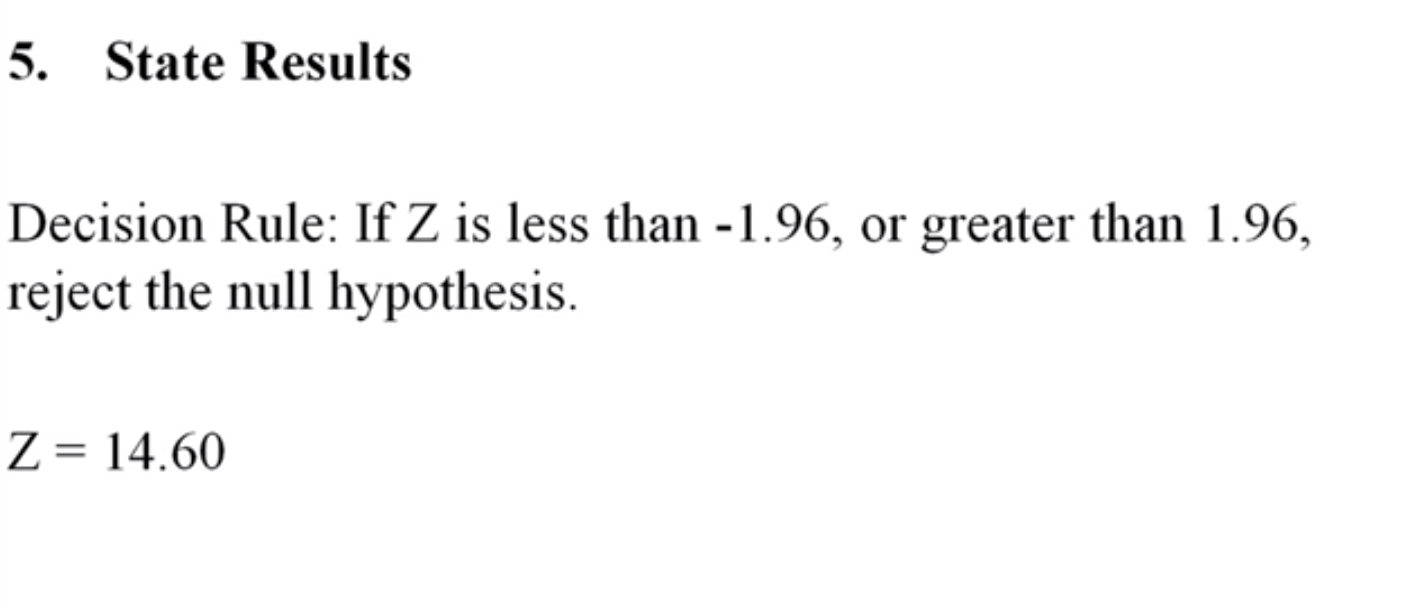 5. State Results
Decision Rule: If Z is less than -1.96, or greater than 1.96,
reject the null hypothesis.
Z = 14.60